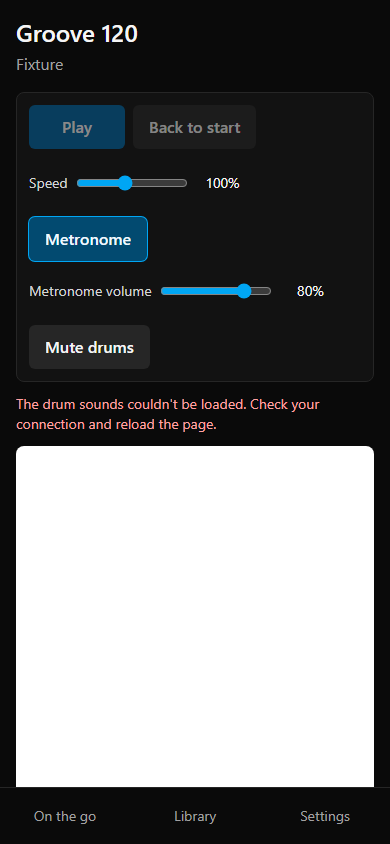 Groove 120
Fixture
Play
Back to start
Speed
100%
Metronome
Metronome volume
80%
Mute drums
The drum sounds couldn't be loaded. Check your
connection and reload the page.
On the go
Library
Settings